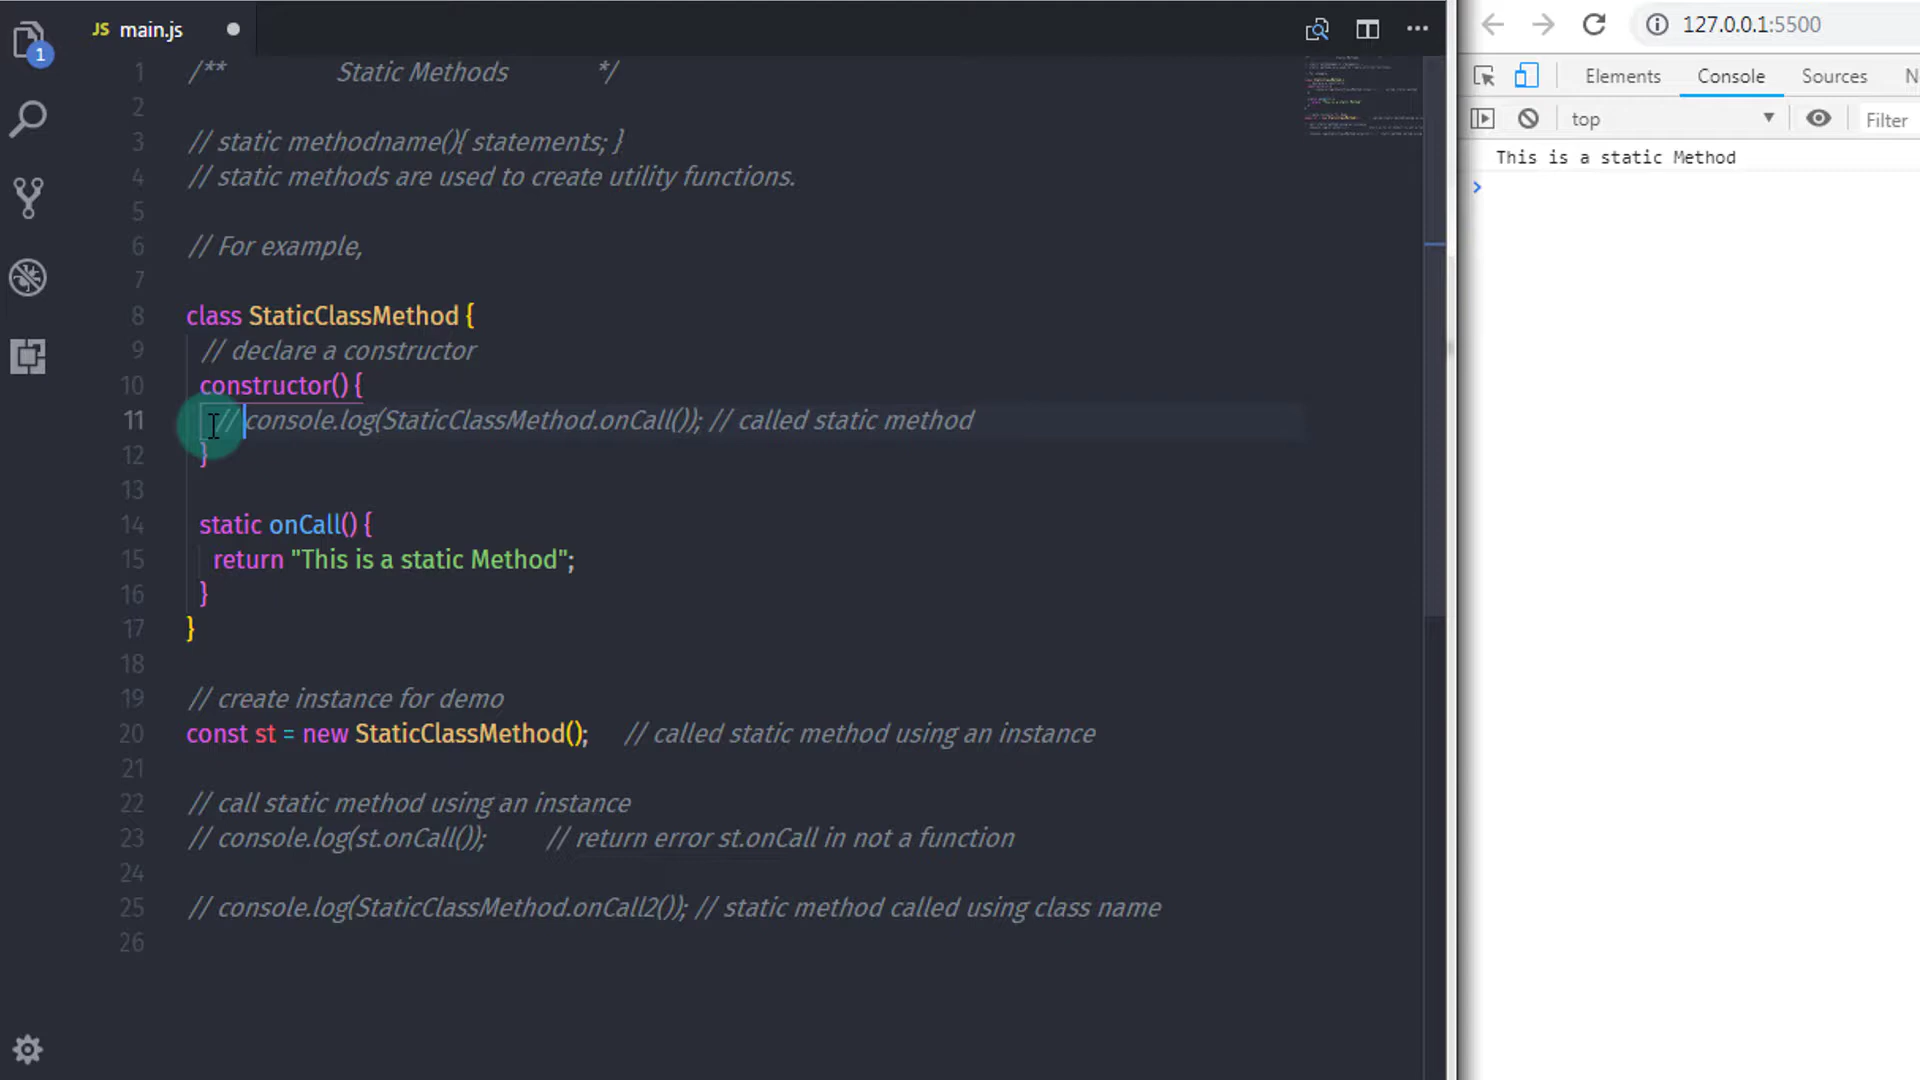 1
JS main.js
1 /** Static Methods */
2
3 // static methodname(){ statements; }
4 // static methods are used to create utility functions.
5
6 // For example,
7
8 class StaticClassMethod {
9 // declare a constructor
10 constructor() {
11 // console.log(StaticClassMethod.onCall()); // called static method
12 }
13
14 static onCall() {
15 return "This is a static Method";
16 }
17 }
18
19 // create instance for demo
20 const st = new StaticClassMethod(); // called static method using an instance
21
22 // call static method using an instance
23 // console.log(st.onCall()); // return error st.onCall in not a function
24
25 // console.log(StaticClassMethod.onCall2()); // static method called using class name
26
127.0.0.1:5500
Elements Console Sources N
top Filter
This is a static Method